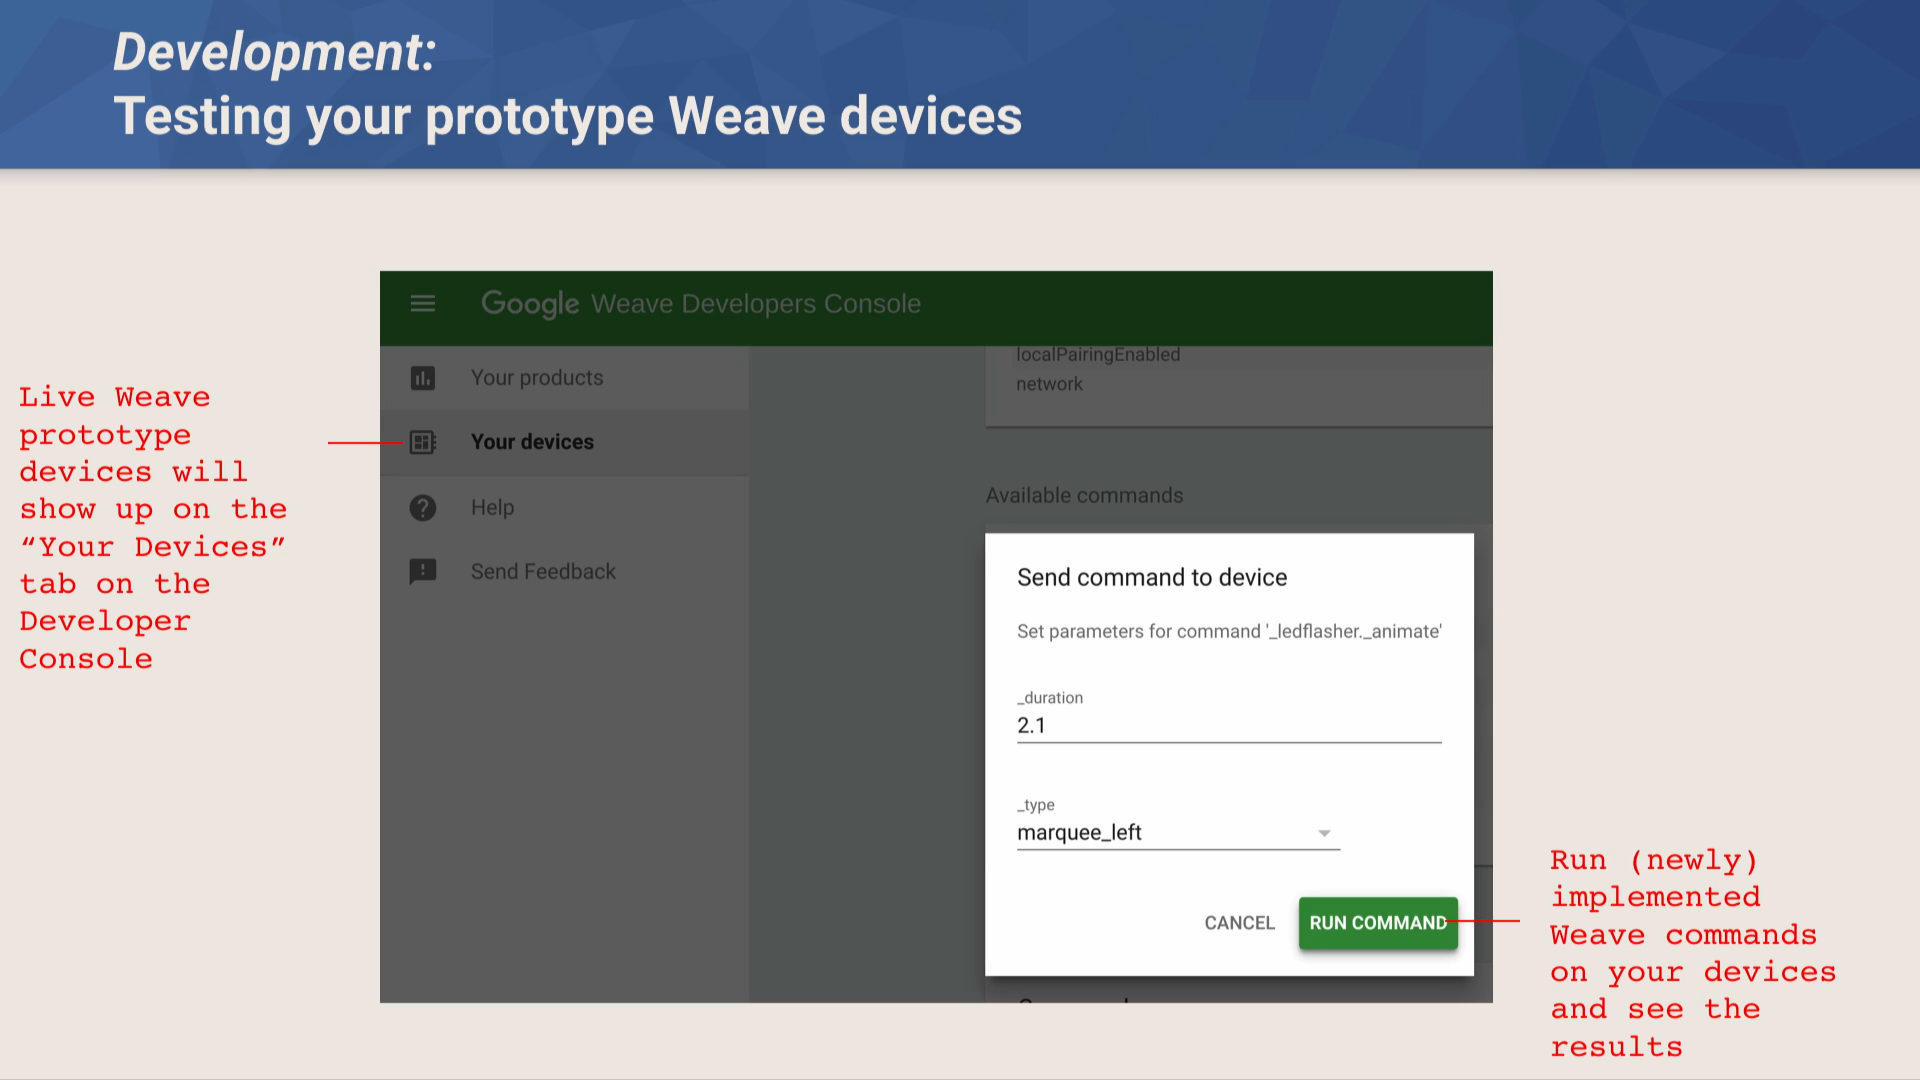 Development:
Testing your prototype Weave devices
Google Weave Developers Console
Your products
Your devices
Help
Send Feedback
localPairingEnabled
network
Available commands
Send command to device
Set parameters for command '_ledflasher._animate'
_duration
2.1
_type
marquee_left
CANCEL
RUN COMMAND
Live Weave
prototype
devices will
show up on the
“Your Devices”
tab on the
Developer
Console
Run (newly)
implemented
Weave commands
on your devices
and see the
results